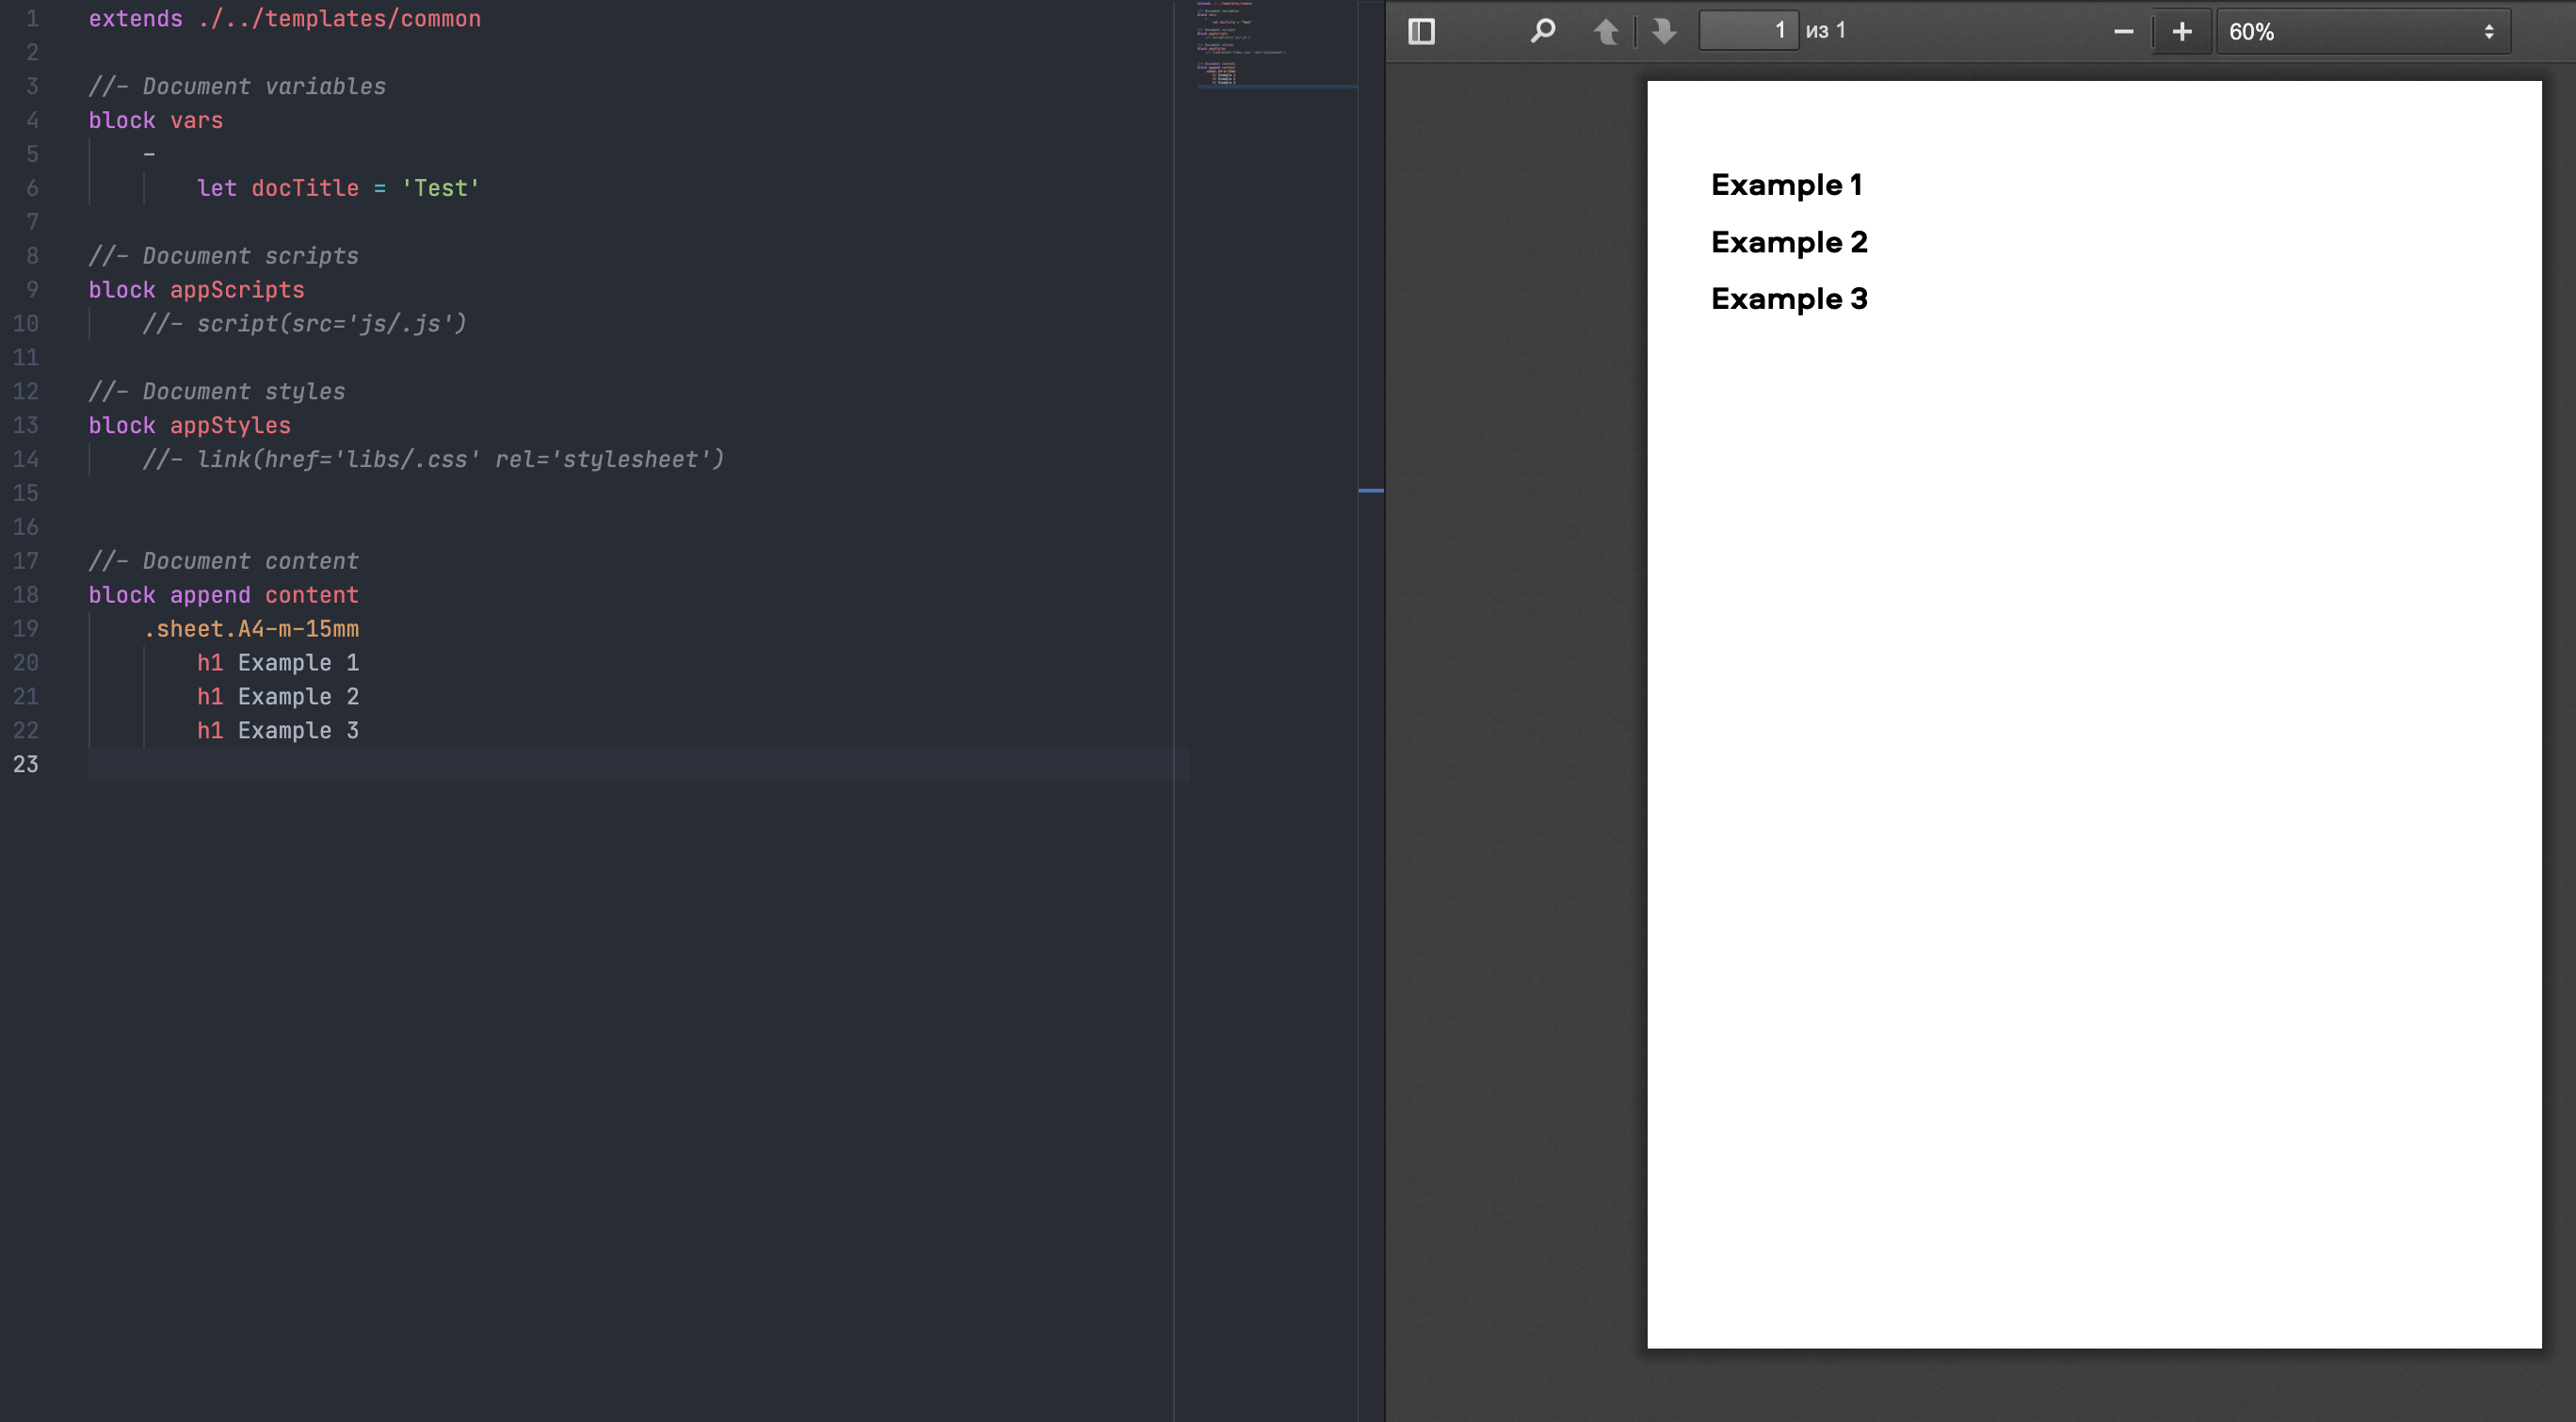 1 extends ./../templates/common
2
3 //- Document variables
4 block vars
5 -
6 let docTitle = 'Test'
7
8 //- Document scripts
9 block appScripts
10 //- script(src='js/.js')
11
12 //- Document styles
13 block appStyles
14 //- link(href='libs/.css' rel='stylesheet')
15
16
17 //- Document content
18 block append content
19 .sheet.A4-m-15mm
20 h1 Example 1
21 h1 Example 2
22 h1 Example 3
23
1 из 1
60%
Example 1
Example 2
Example 3